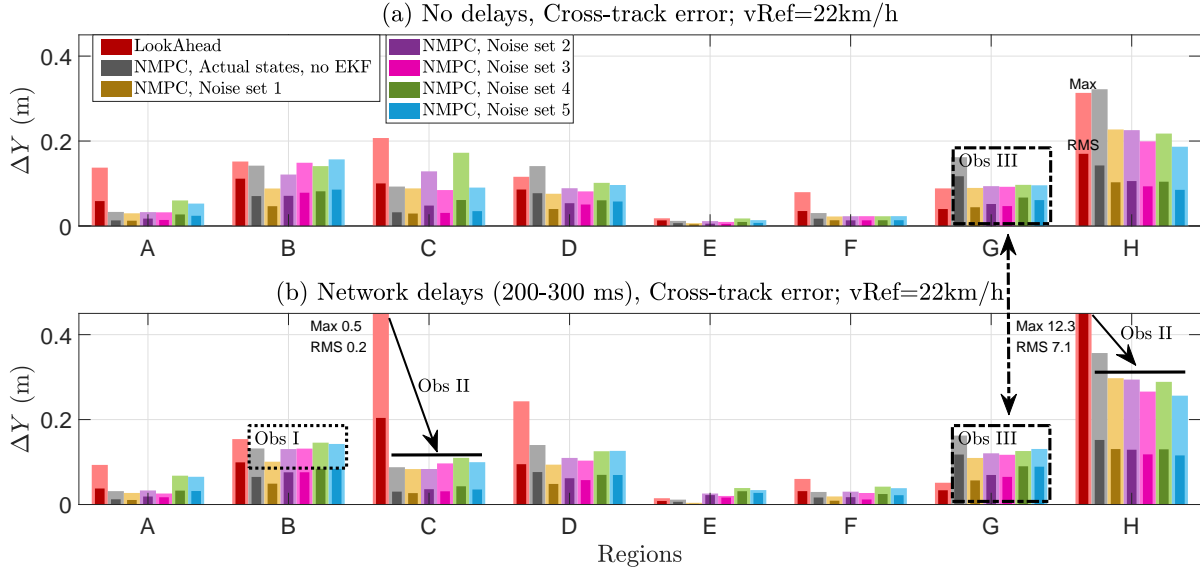 (a) No delays, Cross-track error; vRef=22km/h
ΔY (m)
0.4
0.2
0
LookAhead
NMPC, Actual states, no EKF
NMPC, Noise set 1
NMPC, Noise set 2
NMPC, Noise set 3
NMPC, Noise set 4
NMPC, Noise set 5
Max
RMS
Obs III
A B C D E F G H
(b) Network delays (200-300 ms), Cross-track error; vRef=22km/h
ΔY (m)
0.4
0.2
0
Max 0.5
RMS 0.2
Obs II
Obs I
Max 12.3
RMS 7.1
Obs II
Obs III
A B C D E F G H
Regions